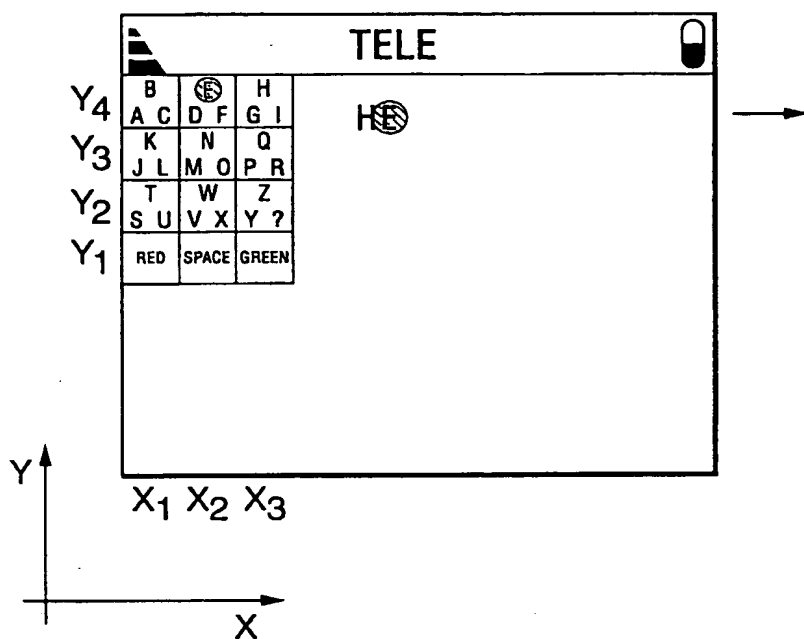 TELE
Y4 B E H
A C D F G I
HE
Y3 K N Q
J L M O P R
Y2 T W Z
S U V X Y ?
Y1 RED SPACE GREEN
Y
X1 X2 X3
X